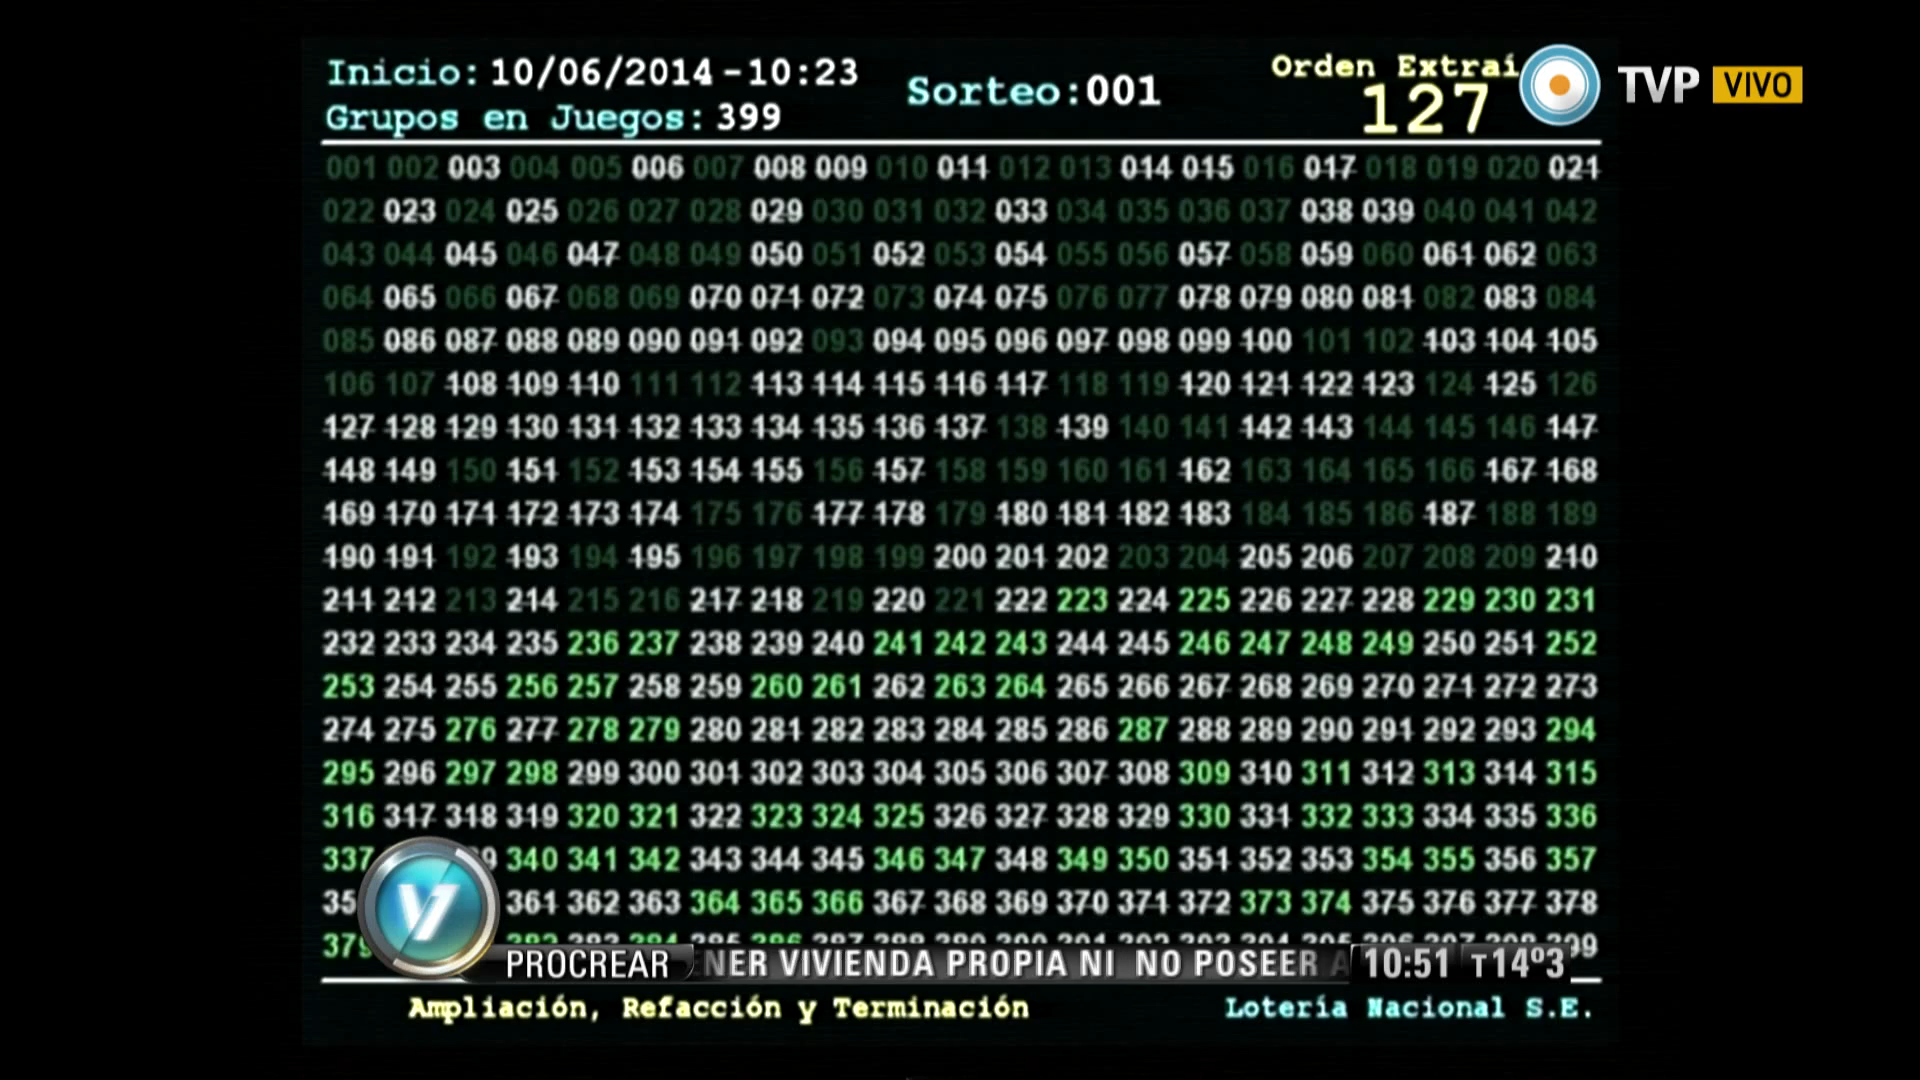 Inicio: 10/06/2014 - 10:23
Sorteo: 001
Orden Extraí
127
TVP VIVO
Grupos en Juegos: 399
001 002 003 004 005 006 007 008 009 010 011 012 013 014 015 016 017 018 019 020 021
022 023 024 025 026 027 028 029 030 031 032 033 034 035 036 037 038 039 040 041 042
043 044 045 046 047 048 049 050 051 052 053 054 055 056 057 058 059 060 061 062 063
064 065 066 067 068 069 070 071 072 073 074 075 076 077 078 079 080 081 082 083 084
085 086 087 088 089 090 091 092 093 094 095 096 097 098 099 100 101 102 103 104 105
106 107 108 109 110 111 112 113 114 115 116 117 118 119 120 121 122 123 124 125 126
127 128 129 130 131 132 133 134 135 136 137 138 139 140 141 142 143 144 145 146 147
148 149 150 151 152 153 154 155 156 157 158 159 160 161 162 163 164 165 166 167 168
169 170 171 172 173 174 175 176 177 178 179 180 181 182 183 184 185 186 187 188 189
190 191 192 193 194 195 196 197 198 199 200 201 202 203 204 205 206 207 208 209 210
211 212 213 214 215 216 217 218 219 220 221 222 223 224 225 226 227 228 229 230 231
232 233 234 235 236 237 238 239 240 241 242 243 244 245 246 247 248 249 250 251 252
253 254 255 256 257 258 259 260 261 262 263 264 265 266 267 268 269 270 271 272 273
274 275 276 277 278 279 280 281 282 283 284 285 286 287 288 289 290 291 292 293 294
295 296 297 298 299 300 301 302 303 304 305 306 307 308 309 310 311 312 313 314 315
316 317 318 319 320 321 322 323 324 325 326 327 328 329 330 331 332 333 334 335 336
337 340 341 342 343 344 345 346 347 348 349 350 351 352 353 354 355 356 357
361 362 363 364 365 366 367 368 369 370 371 372 373 374 375 376 377 378
379
PROCREAR NER VIVIENDA PROPIA NI NO POSEER A 10:51 T14º3
Ampliación, Refacción y Terminación
Lotería Nacional S.E.